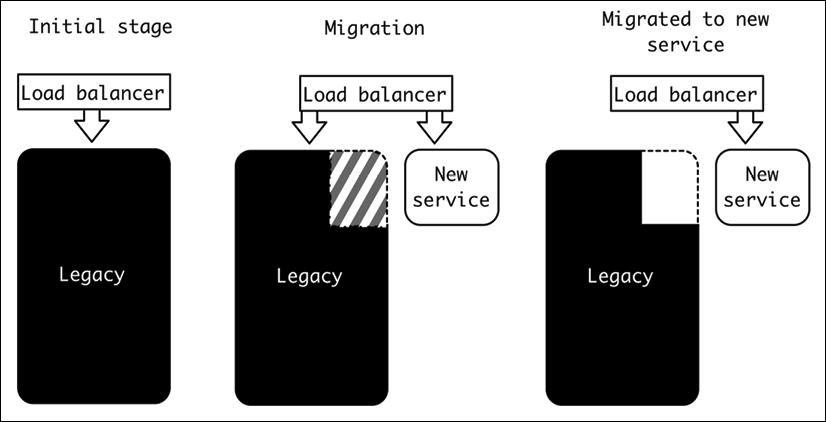 Initial stage
Migration
Migrated to new
service
Load balancer
Load balancer
Load balancer
New
service
New
service
Legacy
Legacy
Legacy